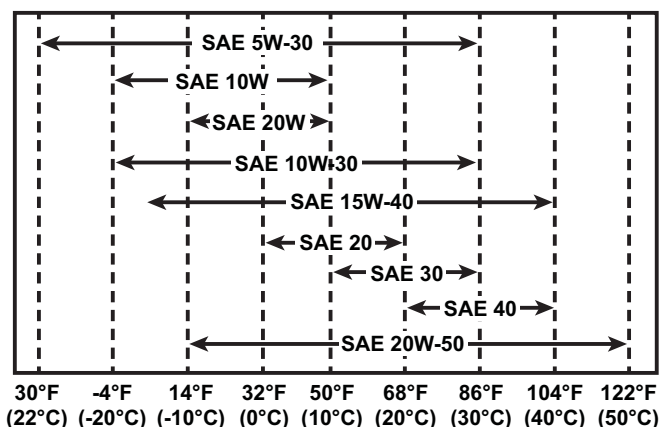 SAE 5W-30
SAE 10W
SAE 20W
SAE 10W-30
SAE 15W-40
SAE 20
SAE 30
SAE 40
SAE 20W-50
30°F -4°F 14°F 32°F 50°F 68°F 86°F 104°F 122°F
(22°C) (-20°C) (-10°C) (0°C) (10°C) (20°C) (30°C) (40°C) (50°C)